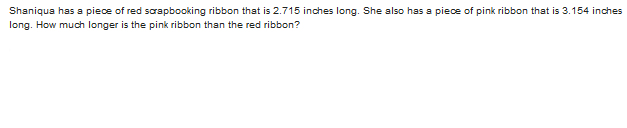 Shaniqua has a piece of red scrapbooking ribbon that is 2.715 inches long. She also has a piece of pink ribbon that is 3.154 inches
long. How much longer is the pink ribbon than the red ribbon?